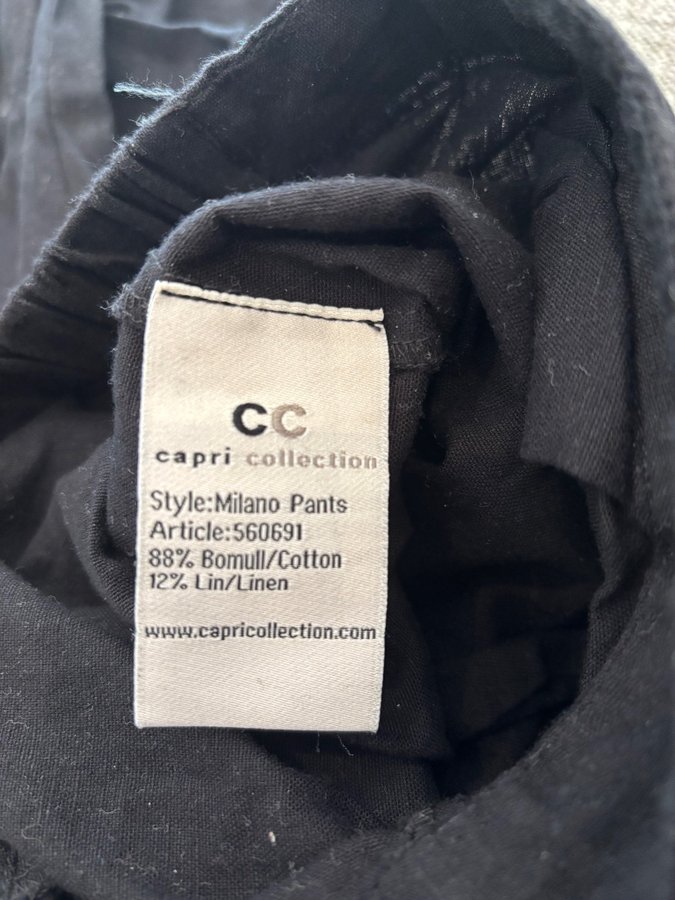 CC
capri collection
Style:Milano Pants
Article:560691
88% Bomull/Cotton
12% Lin/Linen
www.capricollection.com